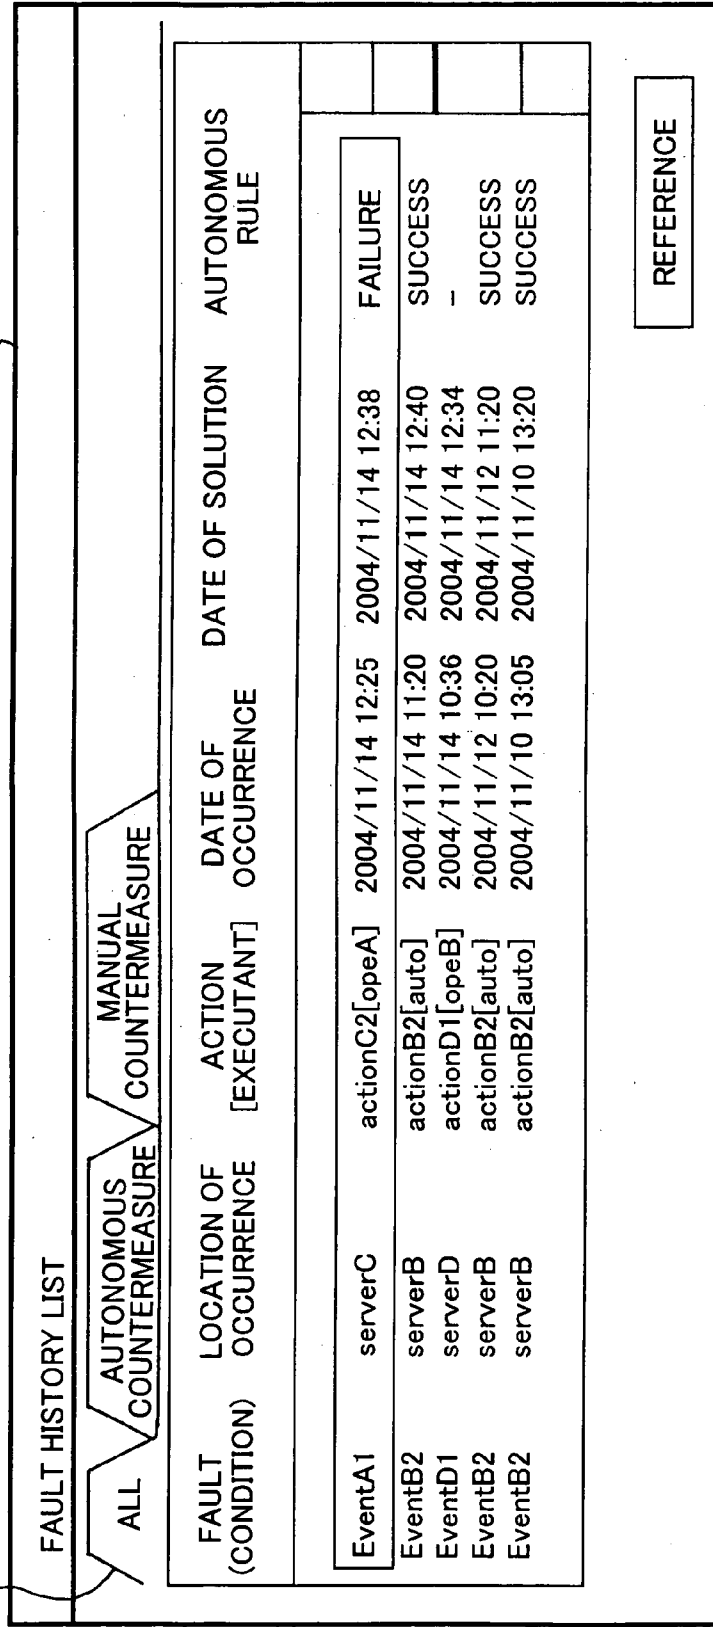 FAULT HISTORY LIST
ALL
AUTONOMOUS
COUNTERMEASURE
MANUAL
COUNTERMEASURE
FAULT
(CONDITION)
LOCATION OF
OCCURRENCE
ACTION
[EXECUTANT]
DATE OF
OCCURRENCE
DATE OF SOLUTION
AUTONOMOUS
RULE
EventA1 serverC actionC2[opeA] 2004/11/14 12:25 2004/11/14 12:38 FAILURE
EventB2 serverB actionB2[auto] 2004/11/14 11:20 2004/11/14 12:40 SUCCESS
EventD1 serverD actionD1[opeB] 2004/11/14 10:36 2004/11/14 12:34 –
EventB2 serverB actionB2[auto] 2004/11/12 10:20 2004/11/12 11:20 SUCCESS
EventB2 serverB actionB2[auto] 2004/11/10 13:05 2004/11/10 13:20 SUCCESS
REFERENCE